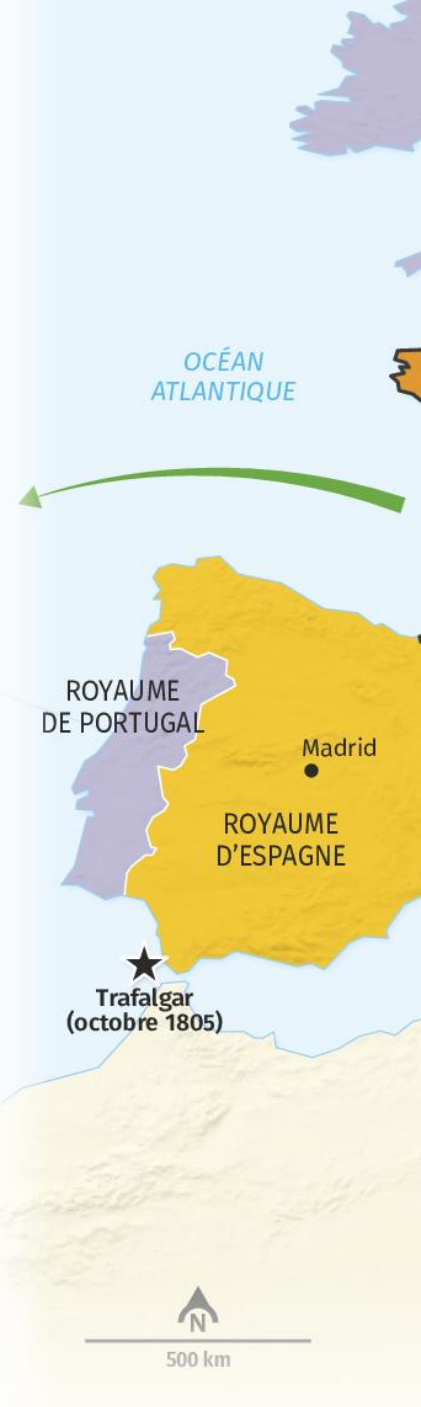 OCÉAN
ATLANTIQUE
ROYAUME
DE PORTUGAL
Madrid
ROYAUME
D'ESPAGNE
Trafalgar
(octobre 1805)
N
500 km